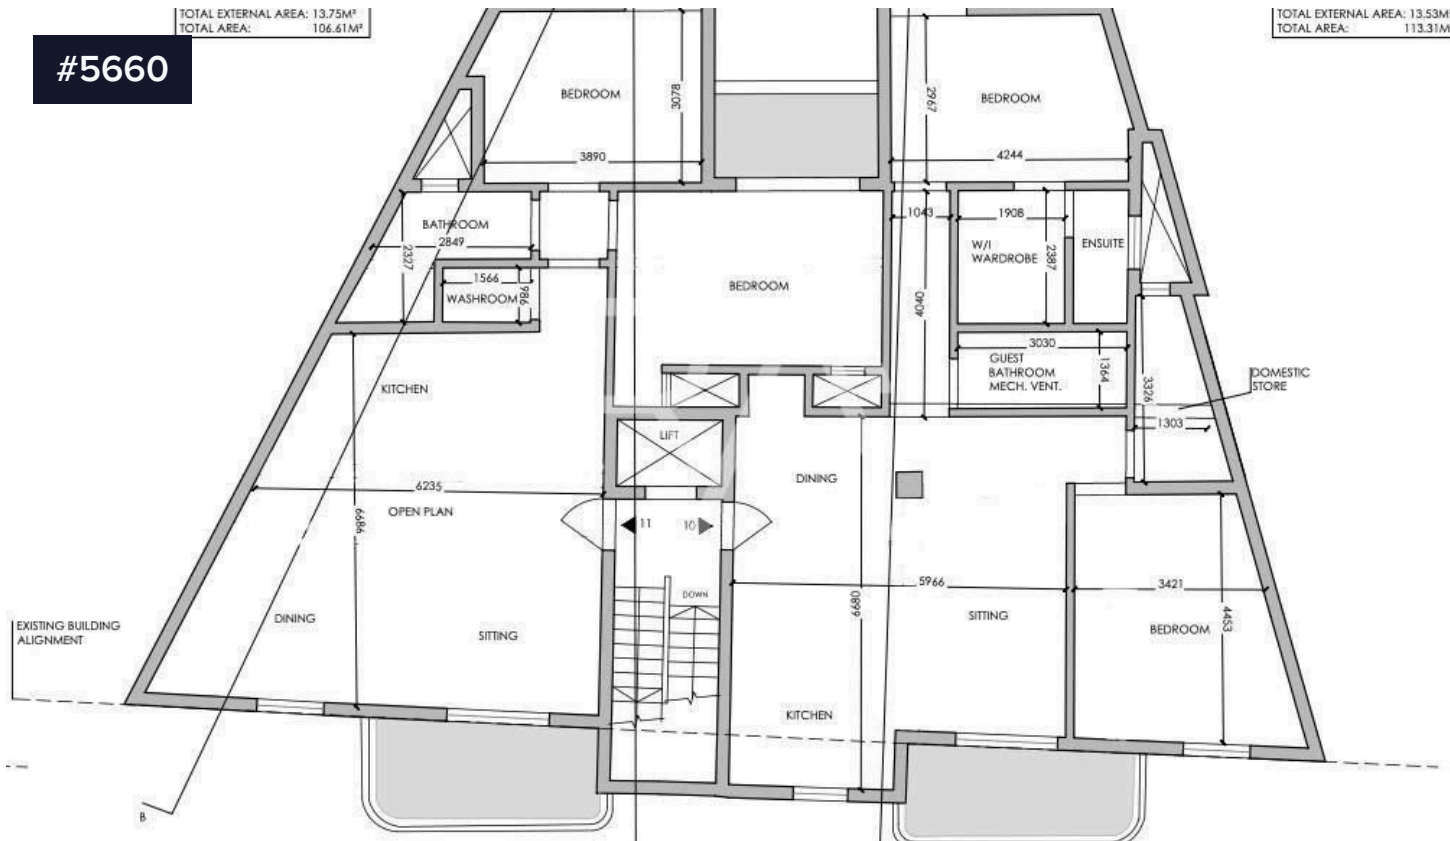 TOTAL EXTERNAL AREA: 13.75M²
TOTAL AREA: 106.61M²
TOTAL EXTERNAL AREA: 13.53M
TOTAL AREA: 113.31M
#5660
BEDROOM
3078
3890
2967
BEDROOM
4244
BATHROOM
2849
2327
1566
WASHROOM
986
BEDROOM
1043
1908
W/I
WARDROBE
2387
ENSUITE
4040
3030
GUEST
BATHROOM
MECH. VENT.
1364
3326
DOMESTIC
STORE
1303
KITCHEN
LIFT
DINING
6235
OPEN PLAN
6686
11
10
DOWN
5966
0899
3421
4453
DINING
SITTING
SITTING
BEDROOM
EXISTING BUILDING
ALIGNMENT
KITCHEN
B